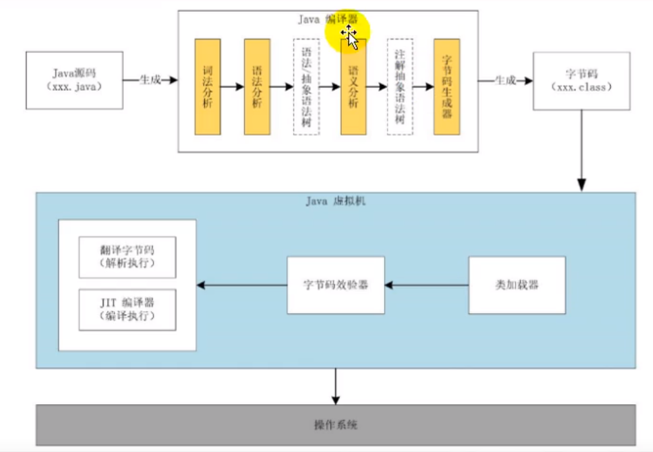 Java 编译器
Java源码
（xxx.java）
生成
词法分析
语法分析
语法/抽象语法树
语义分析
注解抽象语法树
字节码生成器
生成
字节码
（xxx.class）
Java 虚拟机
翻译字节码
（解析执行）
JIT 编译器
（编译执行）
字节码效验器
类加载器
操作系统